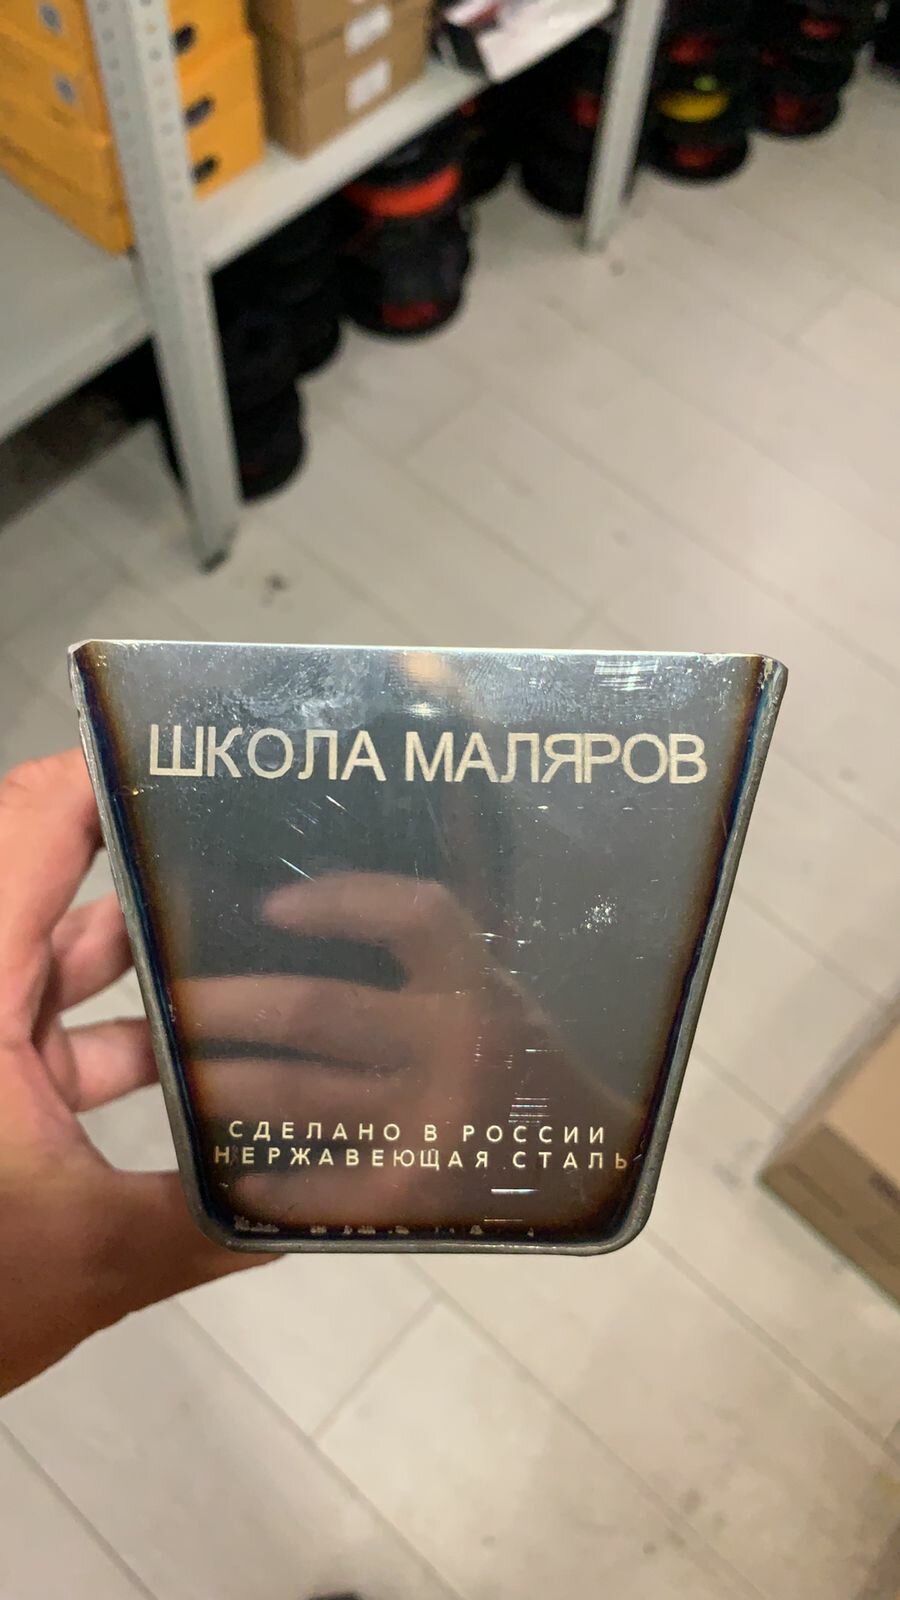 ШКОЛА МАЛЯРОВ
СДЕЛАНО В РОССИИ
НЕРЖАВЕЮЩАЯ СТАЛЬ